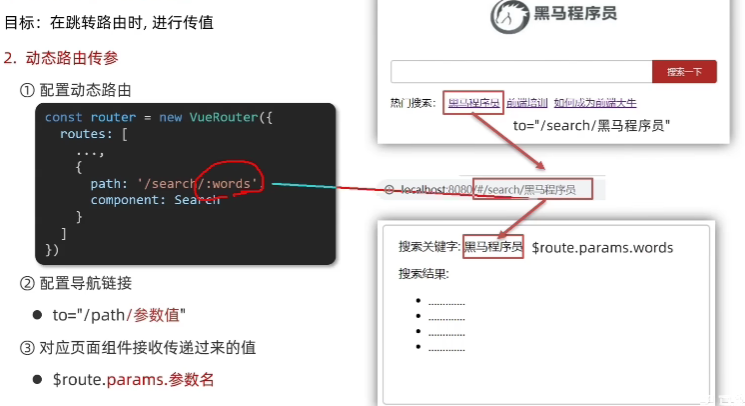 目标：在跳转路由时, 进行传值
2. 动态路由传参
① 配置动态路由
const router = new VueRouter({
routes: [
...,
{
path: '/search/:words',
component: Search
}
]
})
② 配置导航链接
● to="/path/参数值"
③ 对应页面组件接收传递过来的值
● $route.params.参数名
黑马程序员
搜索一下
热门搜索： 黑马程序员 前端培训 如何成为前端大牛
to="/search/黑马程序员"
localhost:8080/#/search/黑马程序员
搜索关键字: 黑马程序员 $route.params.words
搜索结果:
● .............
● .............
● .............
● .............